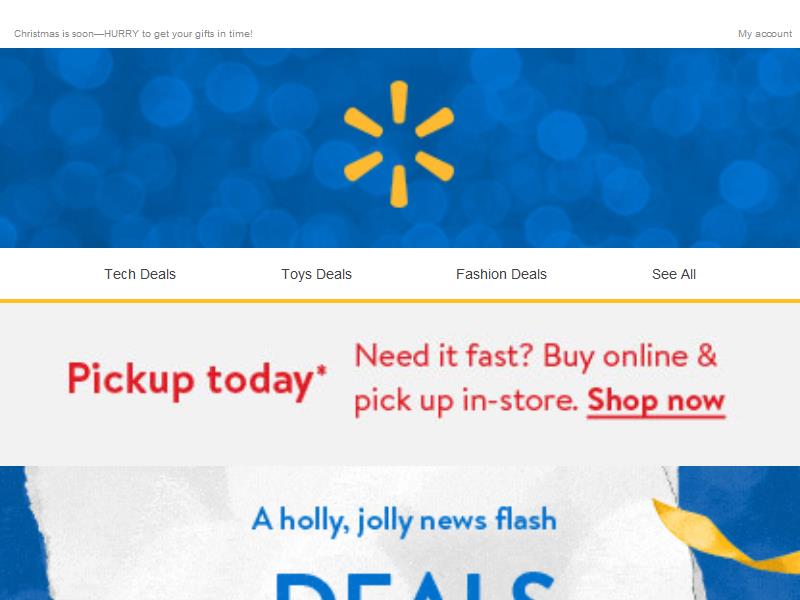 Christmas is soon—HURRY to get your gifts in time!
My account
Tech Deals
Toys Deals
Fashion Deals
See All
Pickup today*
Need it fast? Buy online &
pick up in-store. Shop now
A holly, jolly news flash
DEALS